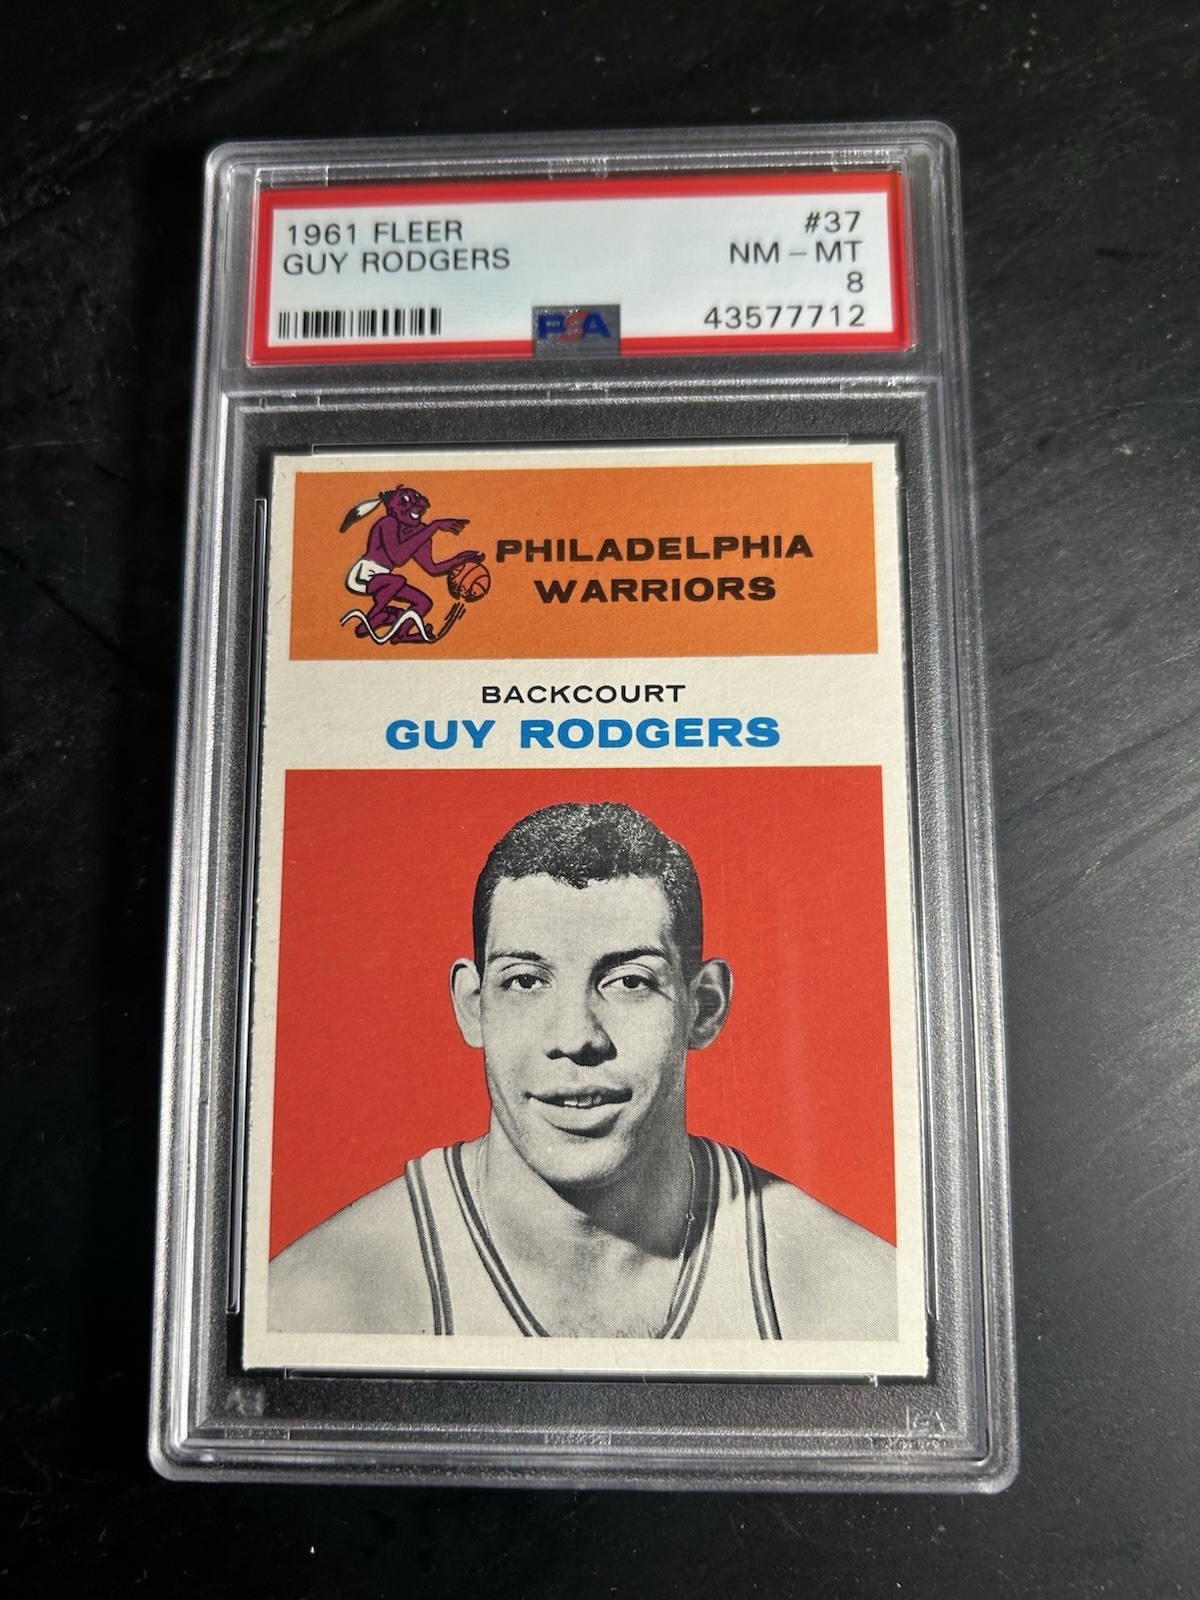 1961 FLEER
GUY RODGERS
#37
NM - MT
8
43577712
PSA
PHILADELPHIA
WARRIORS
BACKCOURT
GUY RODGERS